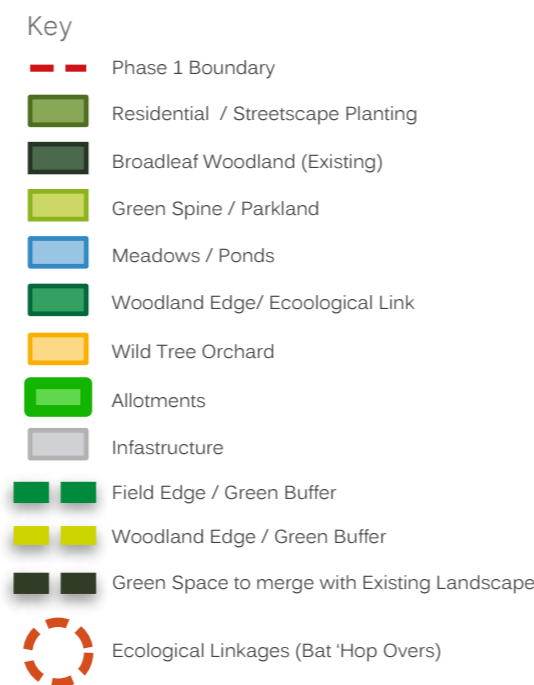 Key
Phase 1 Boundary
Residential / Streetscape Planting
Broadleaf Woodland (Existing)
Green Spine / Parkland
Meadows / Ponds
Woodland Edge/ Ecoological Link
Wild Tree Orchard
Allotments
Infastructure
Field Edge / Green Buffer
Woodland Edge / Green Buffer
Green Space to merge with Existing Landscape
Ecological Linkages (Bat ‘Hop Overs)